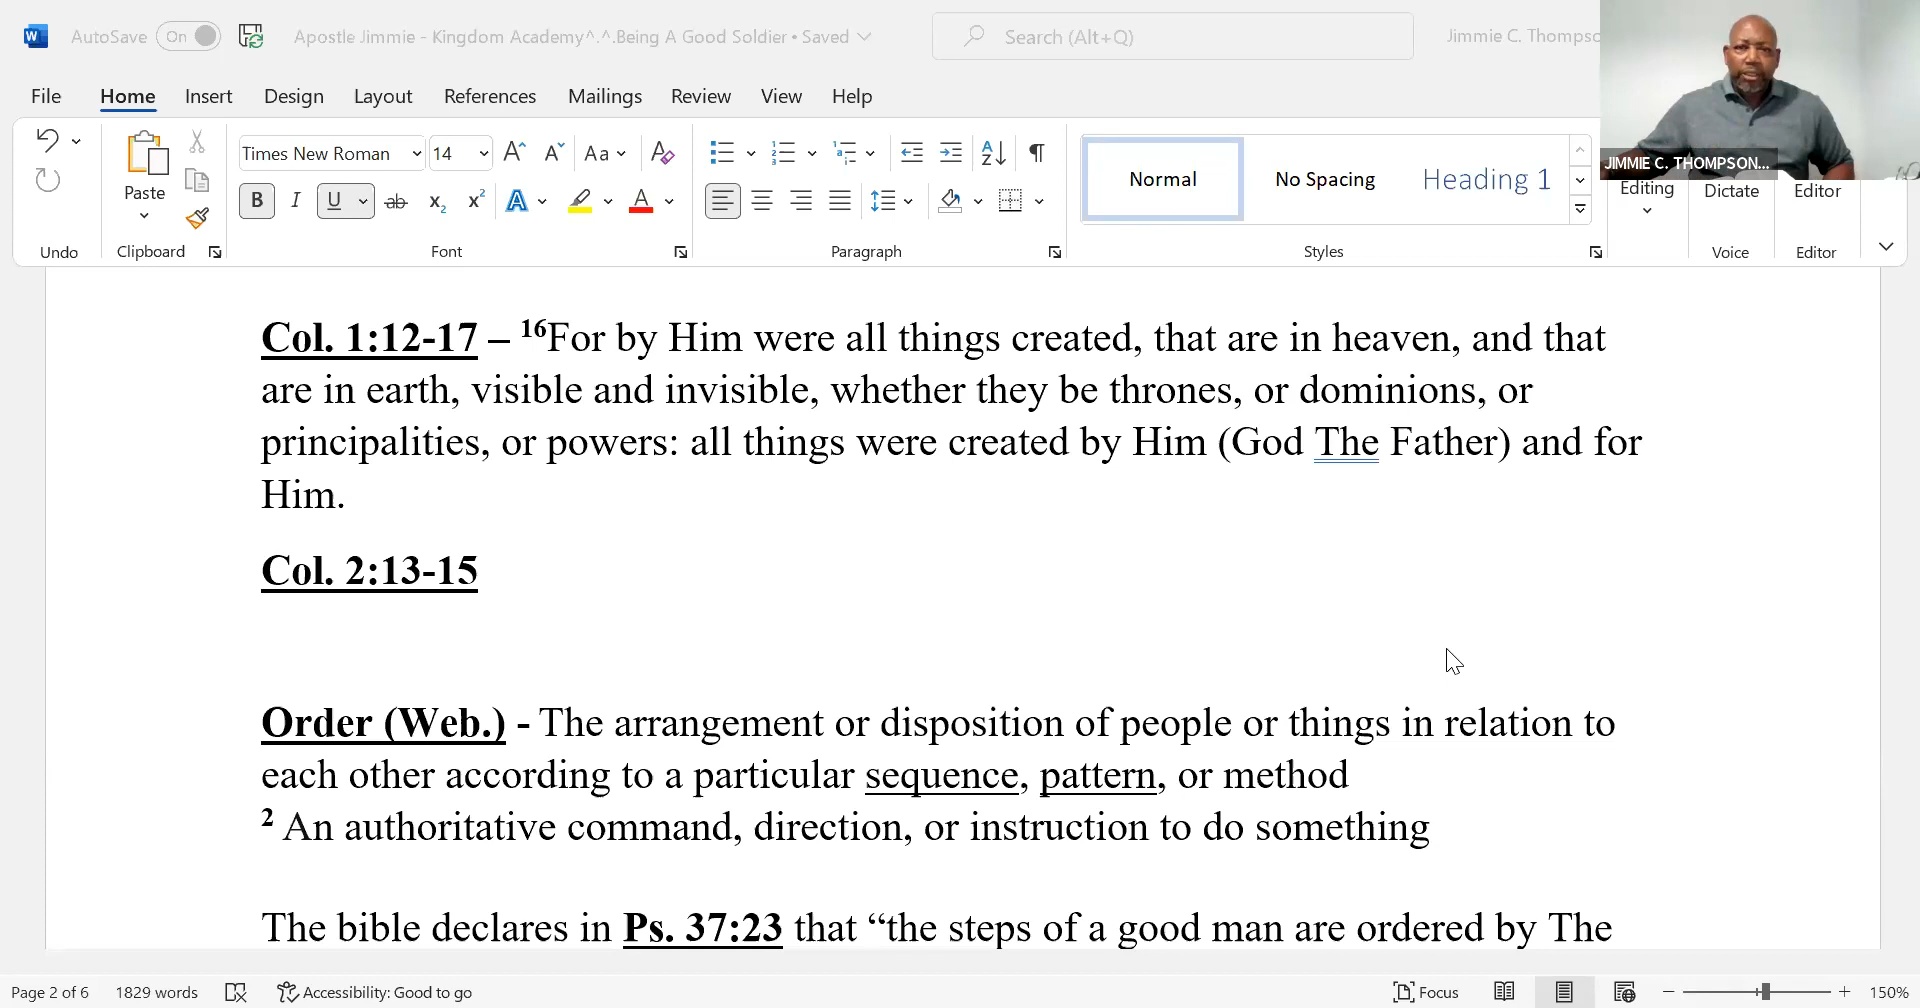 AutoSave On Apostle Jimmie - Kingdom Academy^.^.Being A Good Soldier • Saved Search (Alt+Q) Jimmie C. Thompso
File Home Insert Design Layout References Mailings Review View Help
JIMMIE C. THOMPSON...
Times New Roman 14 Aa
Paste
B I U ab x₂ x² A A
Normal No Spacing Heading 1
Editing Dictate Editor
Undo Clipboard Font Paragraph Styles Voice Editor
Col. 1:12-17 – ¹⁶For by Him were all things created, that are in heaven, and that
are in earth, visible and invisible, whether they be thrones, or dominions, or
principalities, or powers: all things were created by Him (God The Father) and for
Him.
Col. 2:13-15
Order (Web.) - The arrangement or disposition of people or things in relation to
each other according to a particular sequence, pattern, or method
² An authoritative command, direction, or instruction to do something
The bible declares in Ps. 37:23 that “the steps of a good man are ordered by The
Page 2 of 6 1829 words Accessibility: Good to go Focus 150%